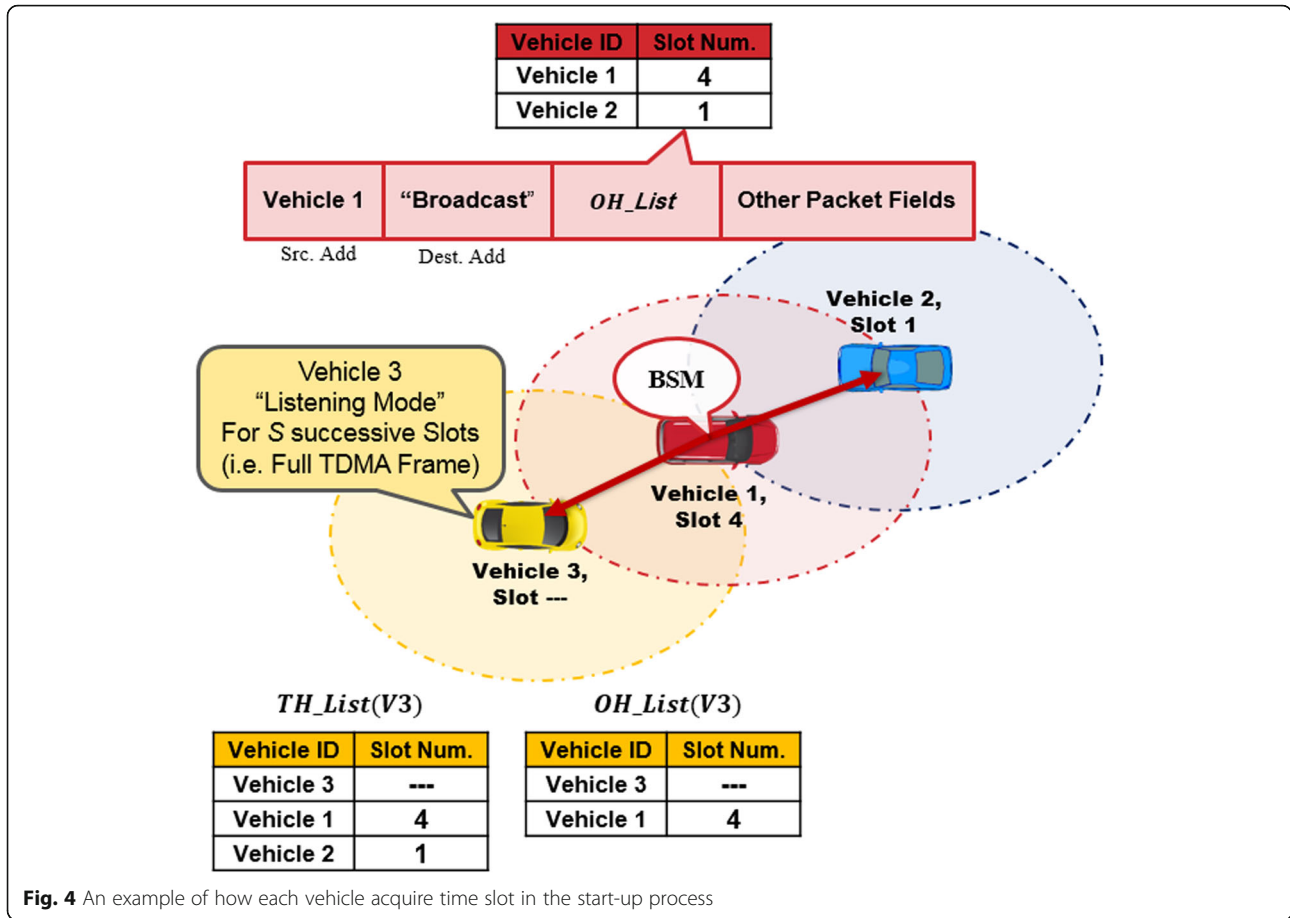 Vehicle ID Slot Num.
Vehicle 1 4
Vehicle 2 1
Vehicle 1 “Broadcast” OH_List Other Packet Fields
Src. Add Dest. Add
Vehicle 2,
Slot 1
BSM
Vehicle 3
“Listening Mode”
For S successive Slots
(i.e. Full TDMA Frame)
Vehicle 1,
Slot 4
Vehicle 3,
Slot ---
TH_List(V3)
Vehicle ID Slot Num.
Vehicle 3 ---
Vehicle 1 4
Vehicle 2 1
OH_List(V3)
Vehicle ID Slot Num.
Vehicle 3 ---
Vehicle 1 4
Fig. 4 An example of how each vehicle acquire time slot in the start-up process